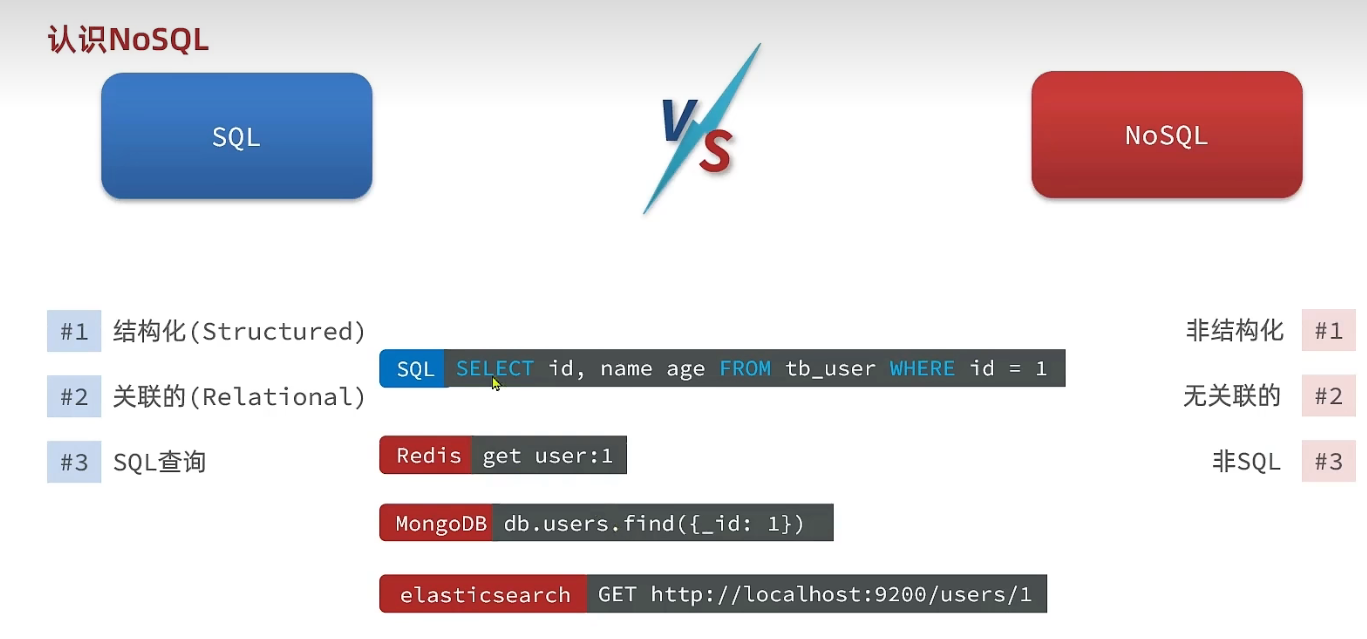 认识NoSQL
SQL
VS
NoSQL
#1 结构化(Structured)
#2 关联的(Relational)
#3 SQL查询
SQL SELECT id, name age FROM tb_user WHERE id = 1
Redis get user:1
MongoDB db.users.find({_id: 1})
elasticsearch GET http://localhost:9200/users/1
非结构化 #1
无关联的 #2
非SQL #3